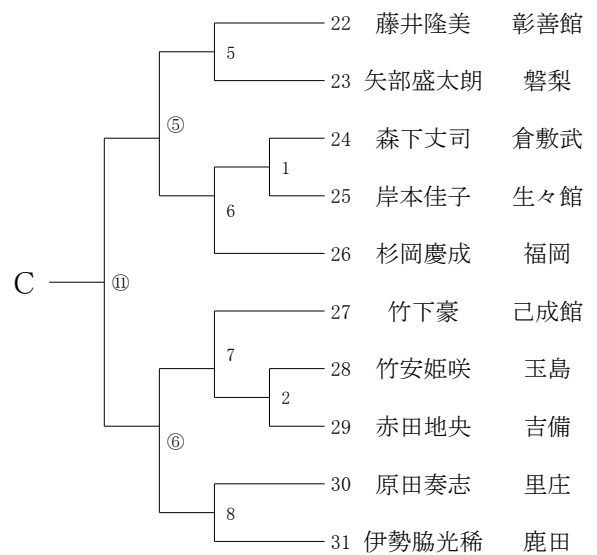 22 藤井隆美 彰善館
5
23 矢部盛太朗 磐梨
⑤
24 森下丈司 倉敷武
1
25 岸本佳子 生々館
6
26 杉岡慶成 福岡
C ⑪
27 竹下豪 己成館
7
28 竹安姫咲 玉島
2
29 赤田地央 吉備
⑥
30 原田奏志 里庄
8
31 伊勢脇光稀 鹿田